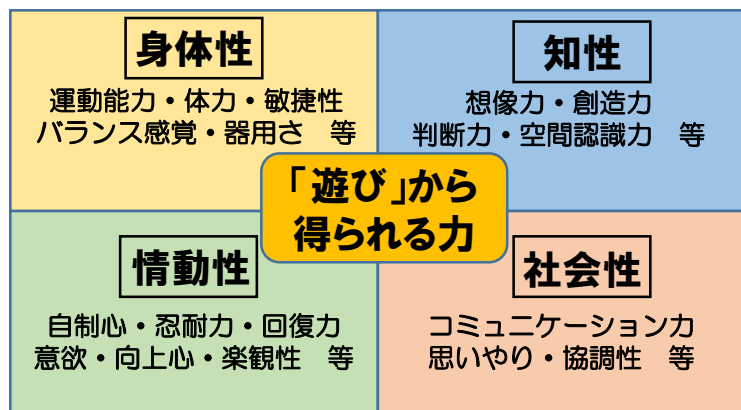 身体性
運動能力・体力・敏捷性
バランス感覚・器用さ　等
知性
想像力・創造力
判断力・空間認識力　等
「遊び」から
得られる力
情動性
自制心・忍耐力・回復力
意欲・向上心・楽観性　等
社会性
コミュニケーション力
思いやり・協調性　等